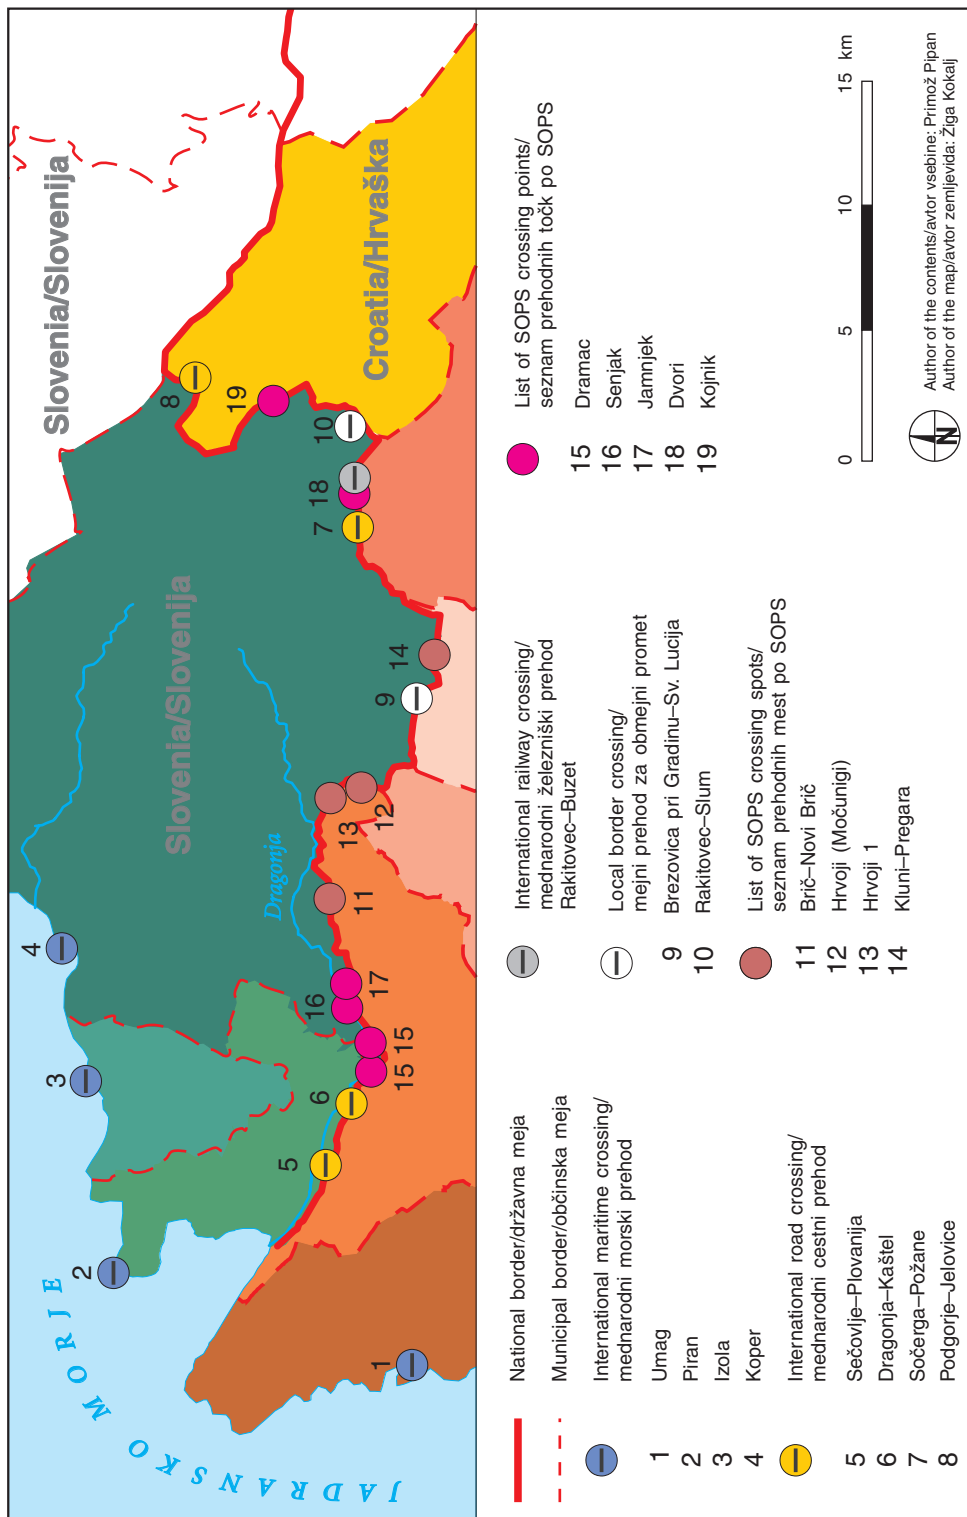 Slovenia/Slovenija
Slovenia/Slovenija
Croatia/Hrvaška
JADRANSKO MORJE
Dragonja
1
2
3
4
5
6
15
15
16
17
11
13
12
9
14
7
18
10
19
8
National border/državna meja
Municipal border/občinska meja
International maritime crossing/
mednarodni morski prehod
1 Umag
2 Piran
3 Izola
4 Koper
International road crossing/
mednarodni cestni prehod
5 Sečovlje–Plovanija
6 Dragonja–Kaštel
7 Sočerga–Požane
8 Podgorje–Jelovice
International railway crossing/
mednarodni železniški prehod
Rakitovec–Buzet
Local border crossing/
mejni prehod za obmejni promet
9 Brezovica pri Gradinu–Sv. Lucija
10 Rakitovec–Slum
List of SOPS crossing spots/
seznam prehodnih mest po SOPS
11 Brič–Novi Brič
12 Hrvoji (Močunigi)
13 Hrvoji 1
14 Kluni–Pregara
List of SOPS crossing points/
seznam prehodnih točk po SOPS
15 Dramac
16 Senjak
17 Jamnjek
18 Dvori
19 Kojnik
0 5 10 15 km
N
Author of the contents/avtor vsebine: Primož Pipan
Author of the map/avtor zemljevida: Žiga Kokalj